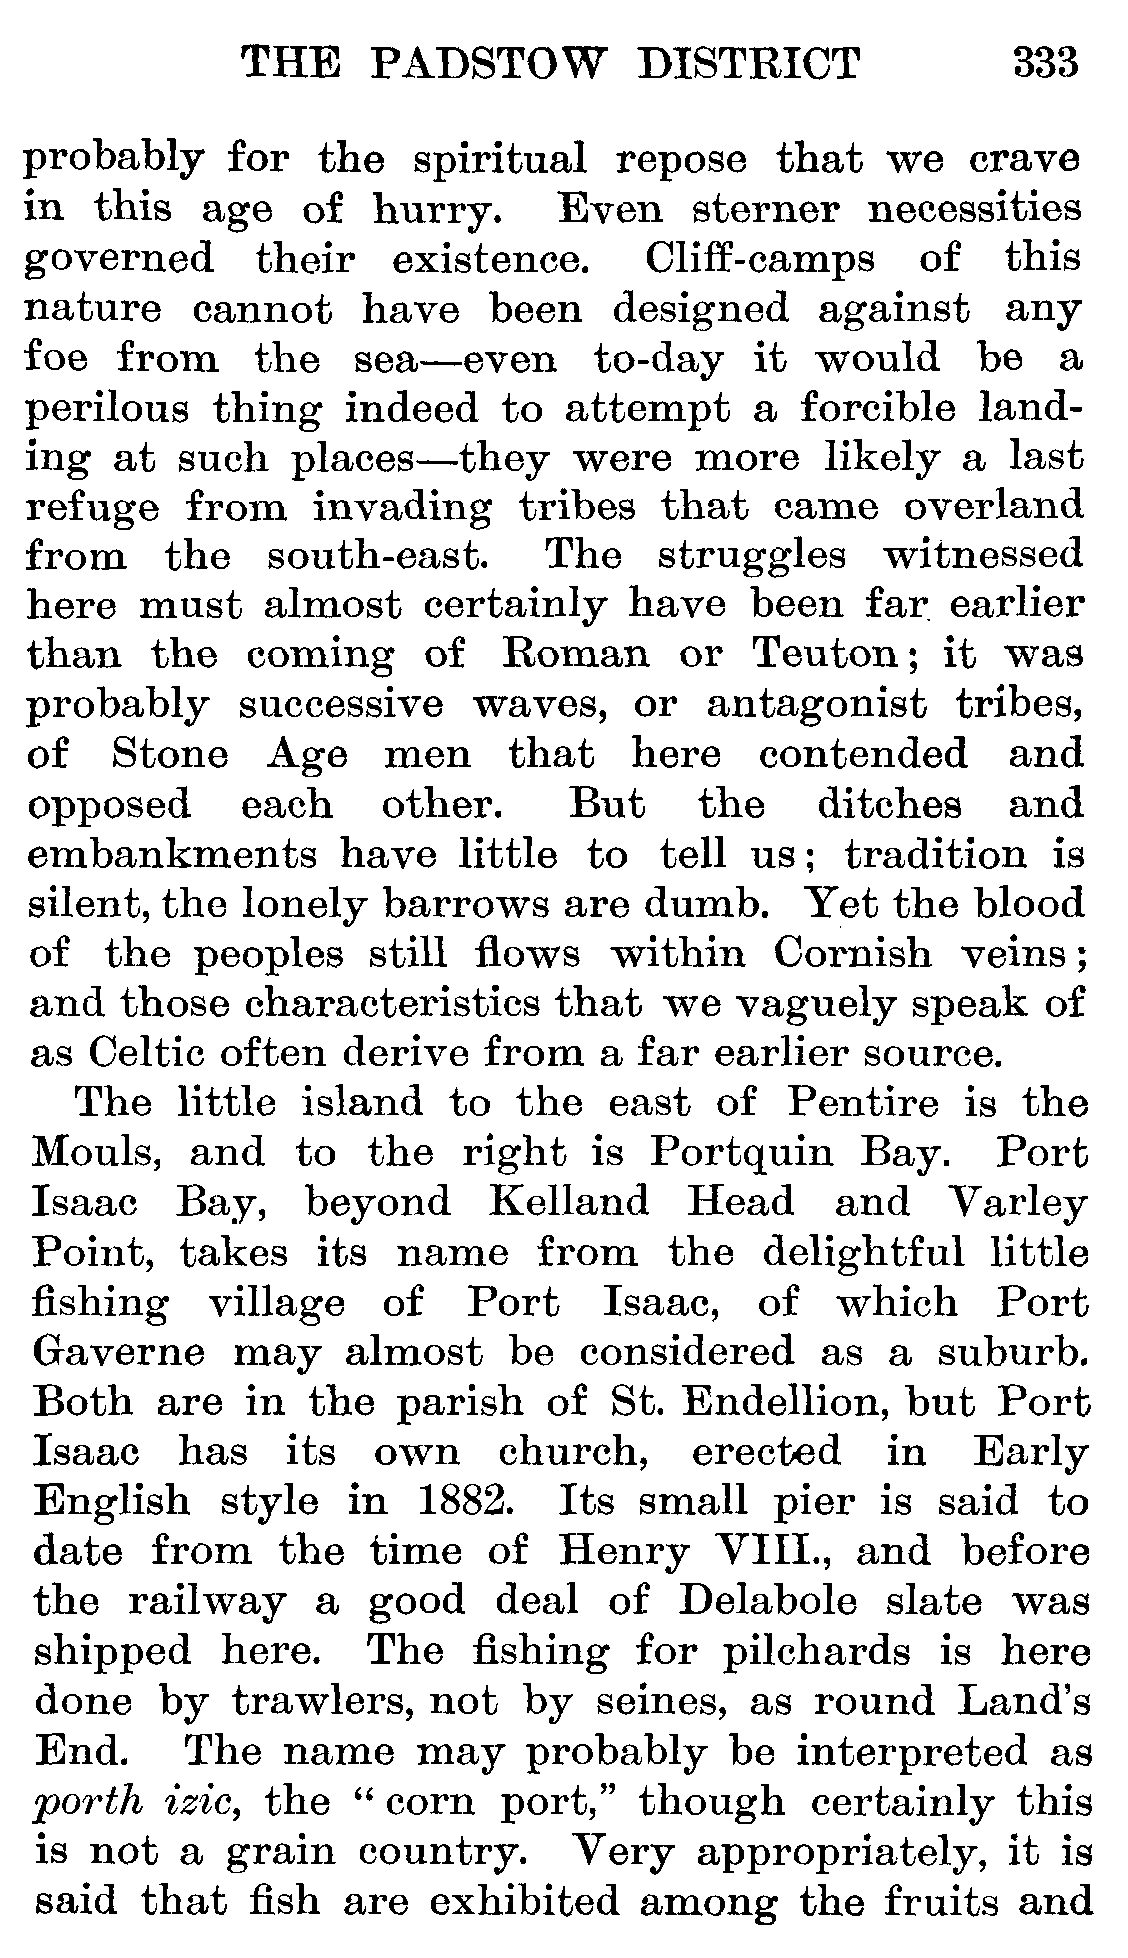 THE PADSTOW DISTRICT 333
probably for the spiritual repose that we crave
in this age of hurry. Even sterner necessities
governed their existence. Cliff-camps of this
nature cannot have been designed against any
foe from the sea—even to-day it would be a
perilous thing indeed to attempt a forcible land-
ing at such places—they were more likely a last
refuge from invading tribes that came overland
from the south-east. The struggles witnessed
here must almost certainly have been far earlier
than the coming of Roman or Teuton; it was
probably successive waves, or antagonist tribes,
of Stone Age men that here contended and
opposed each other. But the ditches and
embankments have little to tell us; tradition is
silent, the lonely barrows are dumb. Yet the blood
of the peoples still flows within Cornish veins;
and those characteristics that we vaguely speak of
as Celtic often derive from a far earlier source.
The little island to the east of Pentire is the
Mouls, and to the right is Portquin Bay. Port
Isaac Bay, beyond Kelland Head and Varley
Point, takes its name from the delightful little
fishing village of Port Isaac, of which Port
Gaverne may almost be considered as a suburb.
Both are in the parish of St. Endellion, but Port
Isaac has its own church, erected in Early
English style in 1882. Its small pier is said to
date from the time of Henry VIII., and before
the railway a good deal of Delabole slate was
shipped here. The fishing for pilchards is here
done by trawlers, not by seines, as round Land's
End. The name may probably be interpreted as
porth izic, the “corn port,” though certainly this
is not a grain country. Very appropriately, it is
said that fish are exhibited among the fruits and